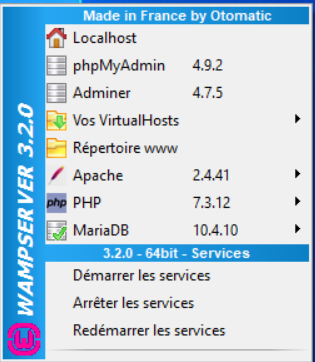 Made in France by Otomatic
Localhost
phpMyAdmin 4.9.2
Adminer 4.7.5
Vos VirtualHosts
Répertoire www
Apache 2.4.41
php PHP 7.3.12
MariaDB 10.4.10
3.2.0 - 64bit - Services
Démarrer les services
Arrêter les services
Redémarrer les services
WAMPSERVER 3.2.0